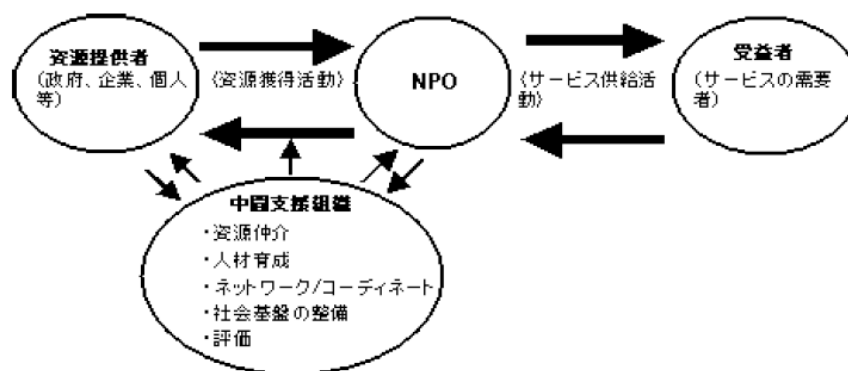 資源提供者
(政府、企業、個人
等)
〈資源獲得活動〉
NPO
〈サービス供給活
動〉
受益者
(サービスの需要
者)
中間支援組織
・資源仲介
・人材育成
・ネットワーク/コーディネート
・社会基盤の整備
・評価